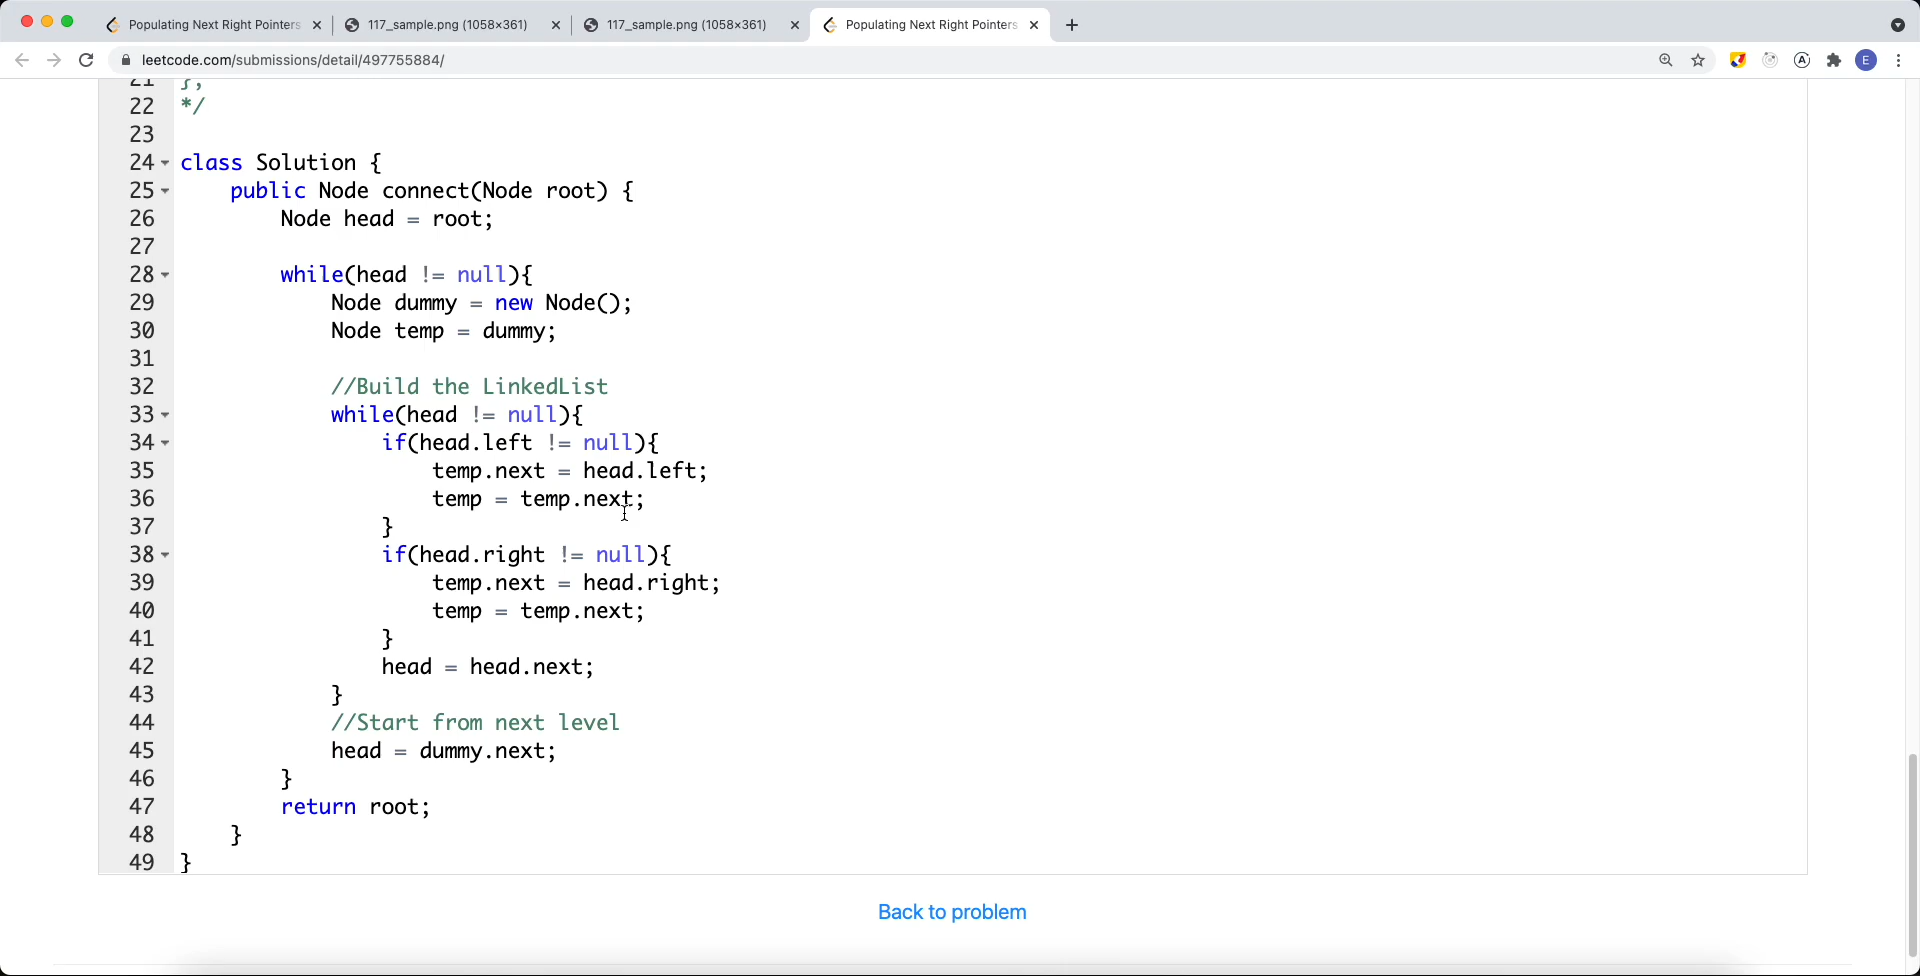 Populating Next Right Pointers
117_sample.png (1058×361)
117_sample.png (1058×361)
Populating Next Right Pointers
leetcode.com/submissions/detail/497755884/
E
21 };
22 */
23
24 class Solution {
25 public Node connect(Node root) {
26 Node head = root;
27
28 while(head != null){
29 Node dummy = new Node();
30 Node temp = dummy;
31
32 //Build the LinkedList
33 while(head != null){
34 if(head.left != null){
35 temp.next = head.left;
36 temp = temp.next;
37 }
38 if(head.right != null){
39 temp.next = head.right;
40 temp = temp.next;
41 }
42 head = head.next;
43 }
44 //Start from next level
45 head = dummy.next;
46 }
47 return root;
48 }
49 }
Back to problem